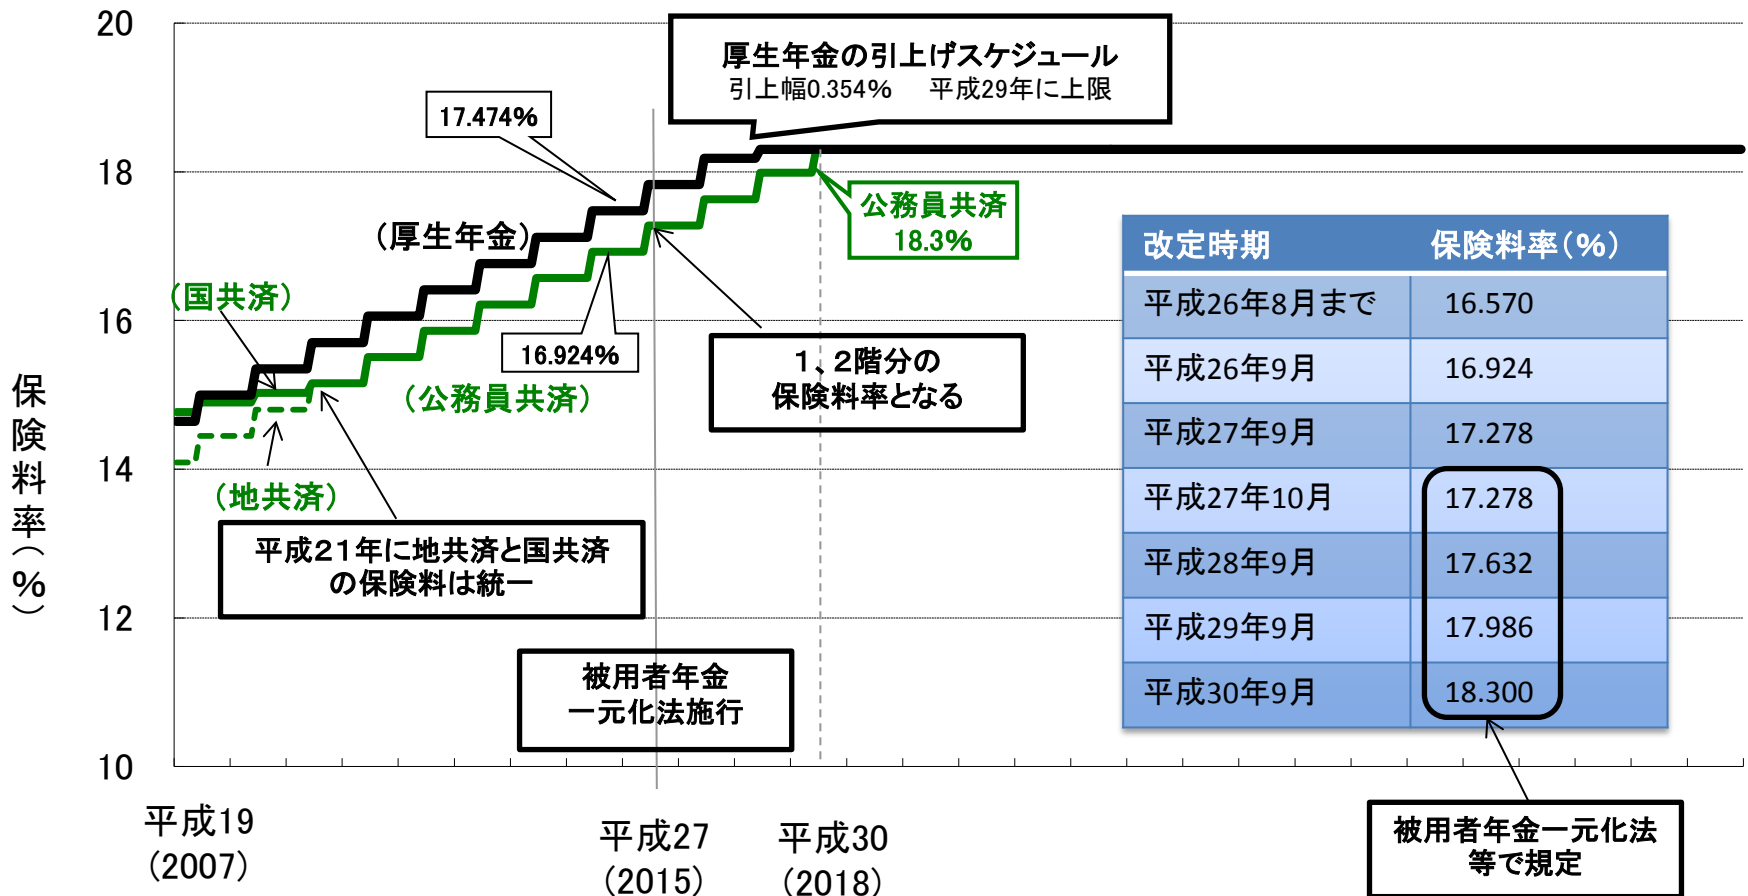 20
18
16
14
12
10
保険料率(%)
厚生年金の引上げスケジュール
引上幅0.354%　平成29年に上限
17.474%
(厚生年金)
(国共済)
公務員共済
18.3%
16.924%
(公務員共済)
1、2階分の
保険料率となる
(地共済)
平成21年に地共済と国共済
の保険料は統一
被用者年金
一元化法施行
改定時期 保険料率(%)
平成26年8月まで 16.570
平成26年9月 16.924
平成27年9月 17.278
平成27年10月 17.278
平成28年9月 17.632
平成29年9月 17.986
平成30年9月 18.300
被用者年金一元化法
等で規定
平成19
(2007)
平成27
(2015)
平成30
(2018)